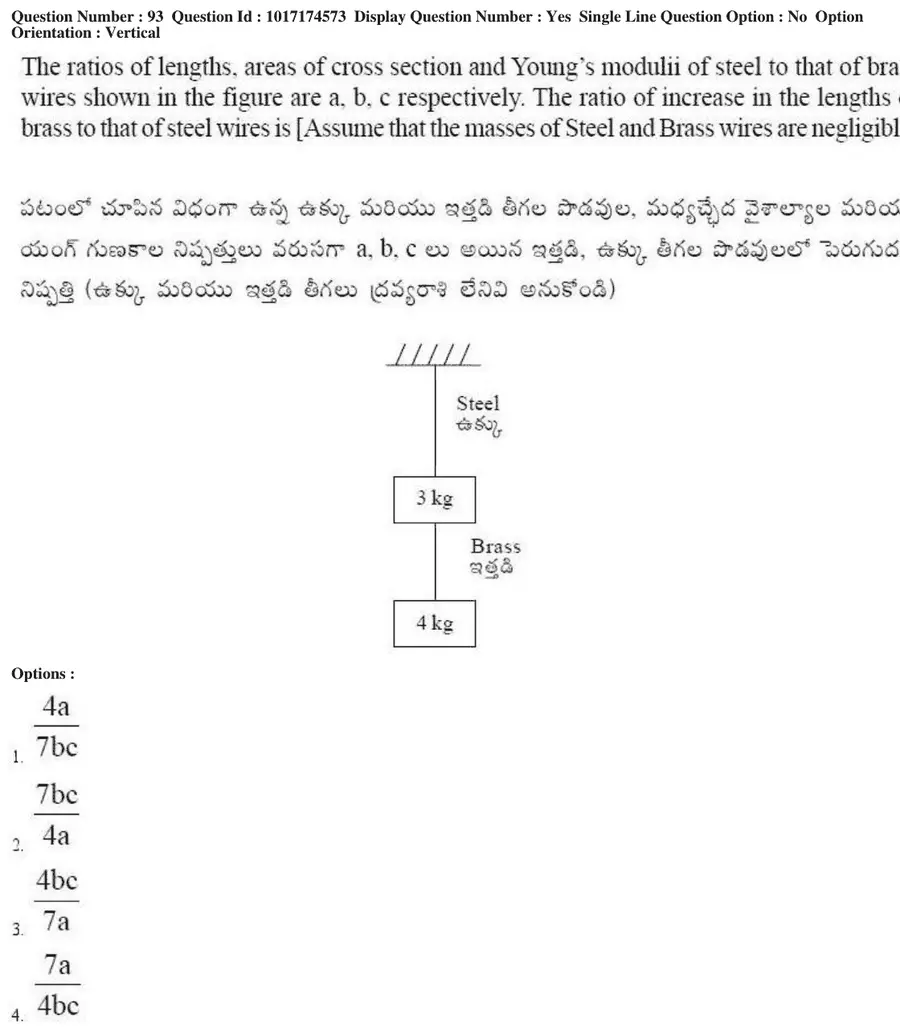 Question Number : 93 Question Id : 1017174573 Display Question Number : Yes Single Line Question Option : No Option
Orientation : Vertical
The ratios of lengths, areas of cross section and Young's modulii of steel to that of bra
wires shown in the figure are a, b, c respectively. The ratio of increase in the lengths
brass to that of steel wires is [Assume that the masses of Steel and Brass wires are negligibl
పటంలో చూపిన విధంగా ఉన్న ఉక్కు మరియు ఇత్తడి తీగల పొడవుల, మధ్యచ్ఛేద వైశాల్యాల మరియ
యంగ్ గుణకాల నిష్పత్తులు వరుసగా a, b, c లు అయిన ఇత్తడి, ఉక్కు తీగల పొడవులలో పెరుగుద
నిష్పత్తి (ఉక్కు మరియు ఇత్తడి తీగలు ద్రవ్యరాశి లేనివి అనుకోండి)
Steel
ఉక్కు
3 kg
Brass
ఇత్తడి
4 kg
Options :
4a
1. 7bc
7bc
2. 4a
4bc
3. 7a
7a
4. 4bc